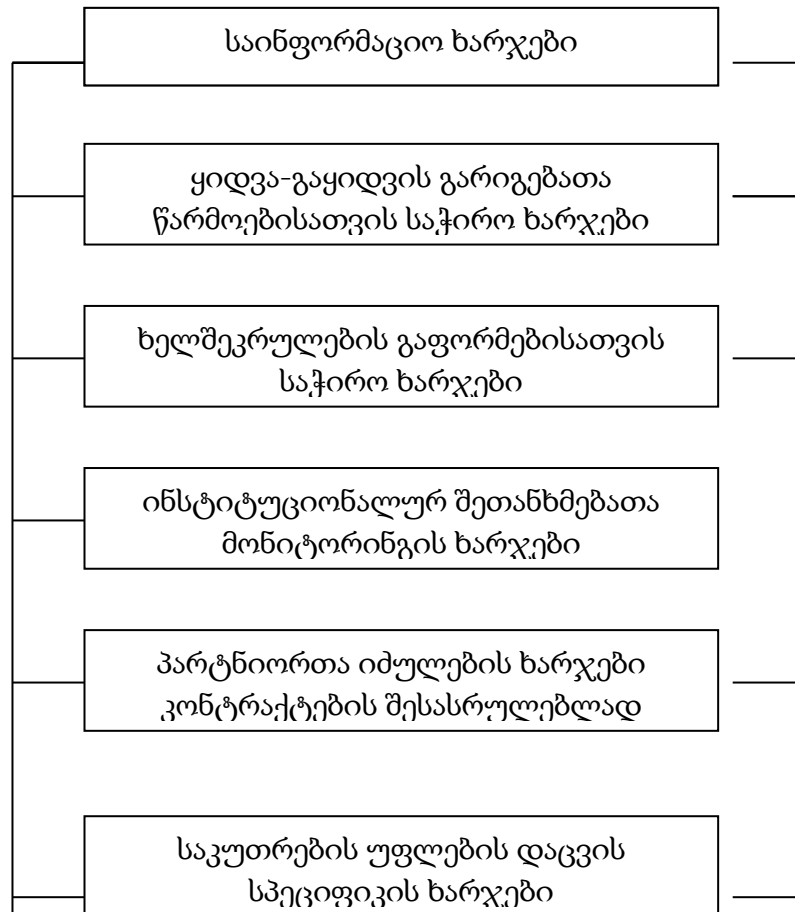 საინფორმაციო ხარჯები
ყიდვა-გაყიდვის გარიგებათა
წარმოებისათვის საჭირო ხარჯები
ხელშეკრულების გაფორმებისათვის
საჭირო ხარჯები
ინსტიტუციონალურ შეთანხმებათა
მონიტორინგის ხარჯები
პარტნიორთა იძულების ხარჯები
კონტრაქტების შესასრულებლად
საკუთრების უფლების დაცვის
სპეციფიკის ხარჯები